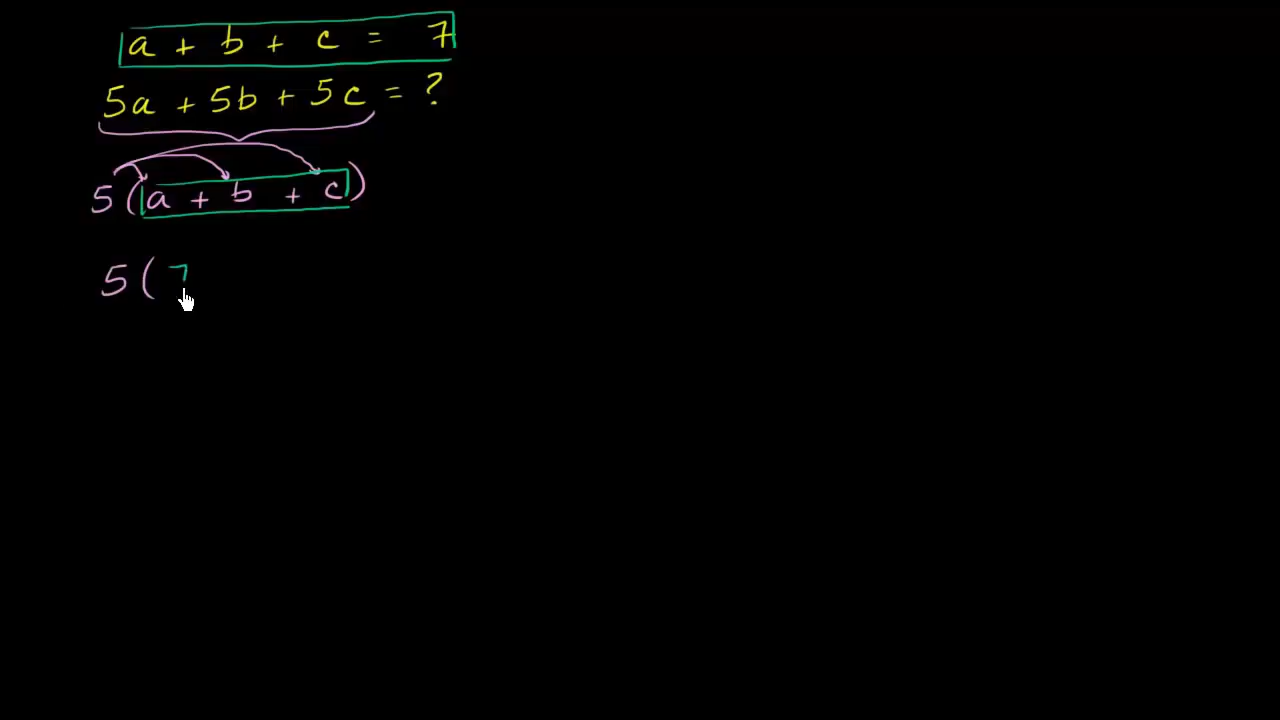 a + b + c = 7
5a + 5b + 5c = ?
5(a + b + c)
5( 7